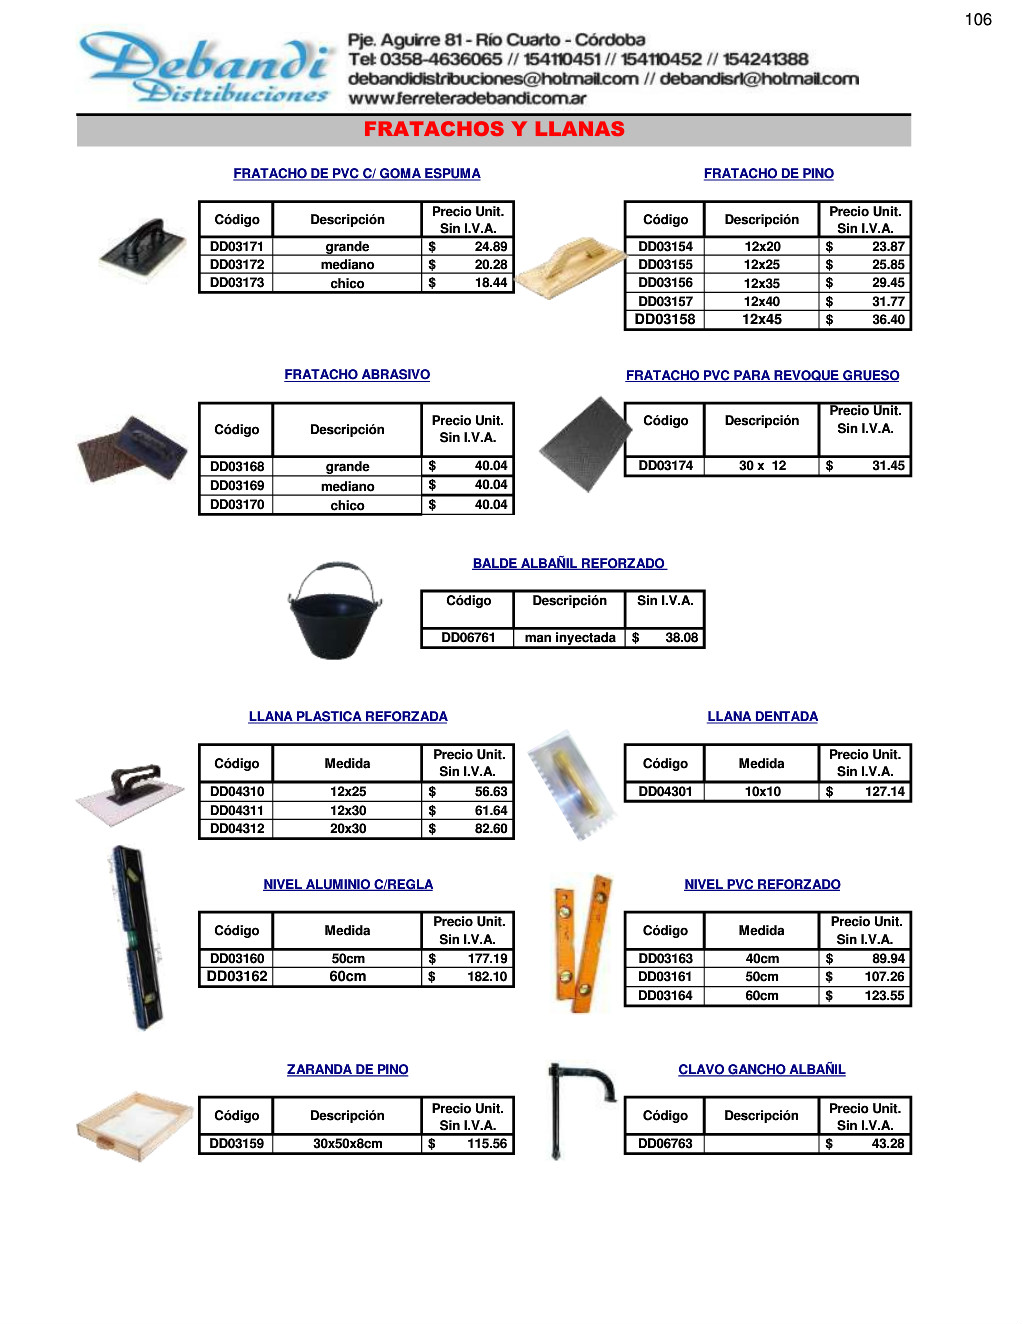 106
Debandi
Distribuciones
Pje. Aguirre 81 - Río Cuarto - Córdoba
Tel: 0358-4636065 // 154110451 // 154110452 // 154241388
debandidistribuciones@hotmail.com // debandisrl@hotmail.com
www.ferreteradebandi.com.ar
FRATACHOS Y LLANAS
FRATACHO DE PVC C/ GOMA ESPUMA
Código Descripción Precio Unit. Sin I.V.A.
DD03171 grande $ 24.89
DD03172 mediano $ 20.28
DD03173 chico $ 18.44
FRATACHO DE PINO
Código Descripción Precio Unit. Sin I.V.A.
DD03154 12x20 $ 23.87
DD03155 12x25 $ 25.85
DD03156 12x35 $ 29.45
DD03157 12x40 $ 31.77
DD03158 12x45 $ 36.40
FRATACHO ABRASIVO
Código Descripción Precio Unit. Sin I.V.A.
DD03168 grande $ 40.04
DD03169 mediano $ 40.04
DD03170 chico $ 40.04
FRATACHO PVC PARA REVOQUE GRUESO
Código Descripción Precio Unit. Sin I.V.A.
DD03174 30 x 12 $ 31.45
BALDE ALBAÑIL REFORZADO
Código Descripción Sin I.V.A.
DD06761 man inyectada $ 38.08
LLANA PLASTICA REFORZADA
Código Medida Precio Unit. Sin I.V.A.
DD04310 12x25 $ 56.63
DD04311 12x30 $ 61.64
DD04312 20x30 $ 82.60
LLANA DENTADA
Código Medida Precio Unit. Sin I.V.A.
DD04301 10x10 $ 127.14
NIVEL ALUMINIO C/REGLA
Código Medida Precio Unit. Sin I.V.A.
DD03160 50cm $ 177.19
DD03162 60cm $ 182.10
NIVEL PVC REFORZADO
Código Medida Precio Unit. Sin I.V.A.
DD03163 40cm $ 89.94
DD03161 50cm $ 107.26
DD03164 60cm $ 123.55
ZARANDA DE PINO
Código Descripción Precio Unit. Sin I.V.A.
DD03159 30x50x8cm $ 115.56
CLAVO GANCHO ALBAÑIL
Código Descripción Precio Unit. Sin I.V.A.
DD06763 $ 43.28